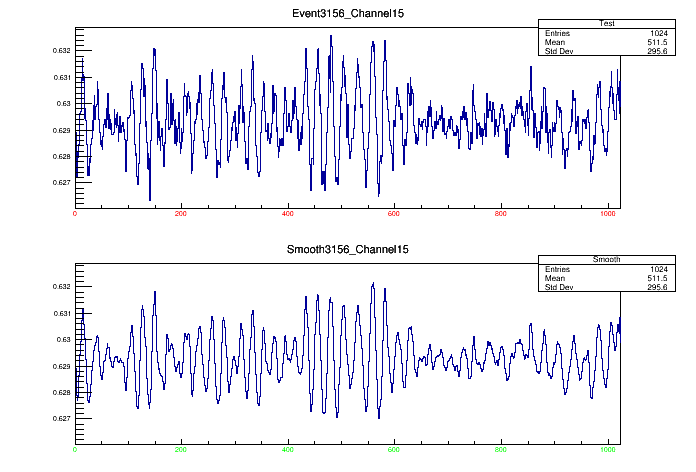 Event3156_Channel15
Test
Entries 1024
Mean 511.5
Std Dev 295.6
0.632
0.631
0.63
0.629
0.628
0.627
0 200 400 600 800 1000
Smooth3156_Channel15
Smooth
Entries 1024
Mean 511.5
Std Dev 295.6
0.632
0.631
0.63
0.629
0.628
0.627
0 200 400 600 800 1000